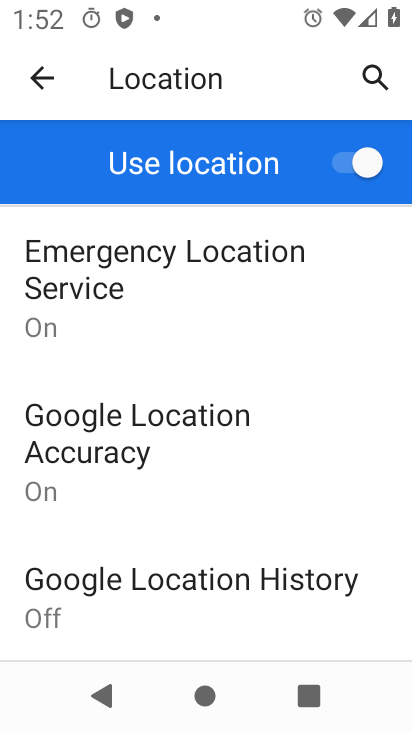 1:52
Location
Use location
Emergency Location
Service
On
Google Location
Accuracy
On
Google Location History
Off